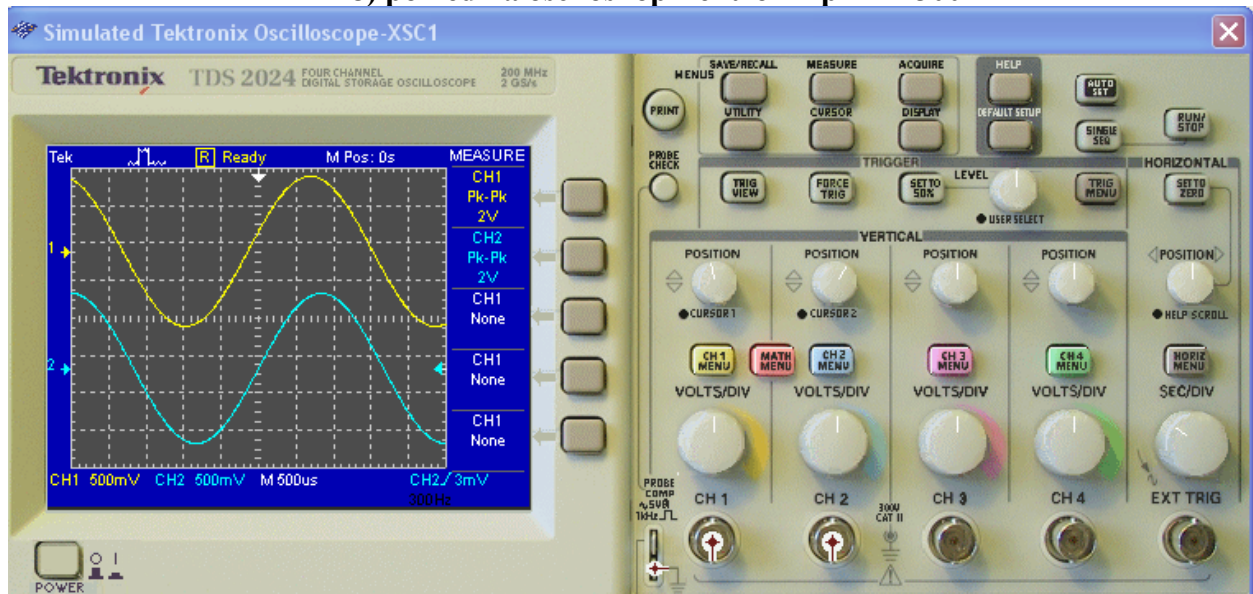 Simulated Tektronix Oscilloscope-XSC1
Tektronix TDS 2024 FOUR CHANNEL DIGITAL STORAGE OSCILLOSCOPE 200 MHz 2 GS/s
Tek R Ready M Pos: 0s MEASURE
CH1
Pk-Pk
2V
CH2
Pk-Pk
2V
CH1
None
CH1
None
CH1
None
1
2
CH1 500mV CH2 500mV M 500us CH2 3mV
300Hz
POWER
MENUS
SAVE/RECALL MEASURE ACQUIRE HELP
PRINT
UTILITY CURSOR DISPLAY DEFAULT SETUP
AUTO SET
SINGLE SEQ
RUN/ STOP
PROBE CHECK
TRIGGER
TRIG VIEW
FORCE TRIG
SET TO 50%
LEVEL
USER SELECT
TRIG MENU
HORIZONTAL
SET TO ZERO
VERTICAL
POSITION POSITION POSITION POSITION POSITION
CURSOR 1 CURSOR 2 HELP SCROLL
CH 1 MENU
MATH MENU
CH 2 MENU
CH 3 MENU
CH 4 MENU
HORIZ MENU
VOLTS/DIV VOLTS/DIV VOLTS/DIV VOLTS/DIV SEC/DIV
PROBE COMP
~5V@
1kHz
CH 1 CH 2 CH 3 CH 4 EXT TRIG
300V
CAT II